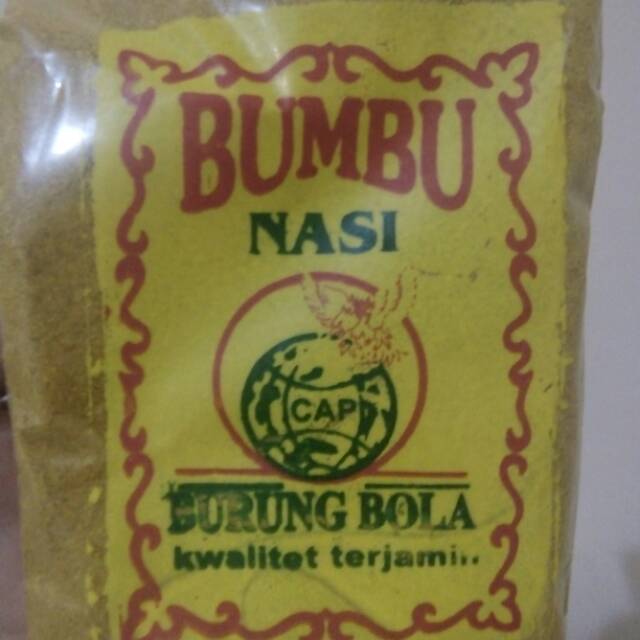 BUMBU
NASI
CAP
BURUNG BOLA
kwalitet terjamin